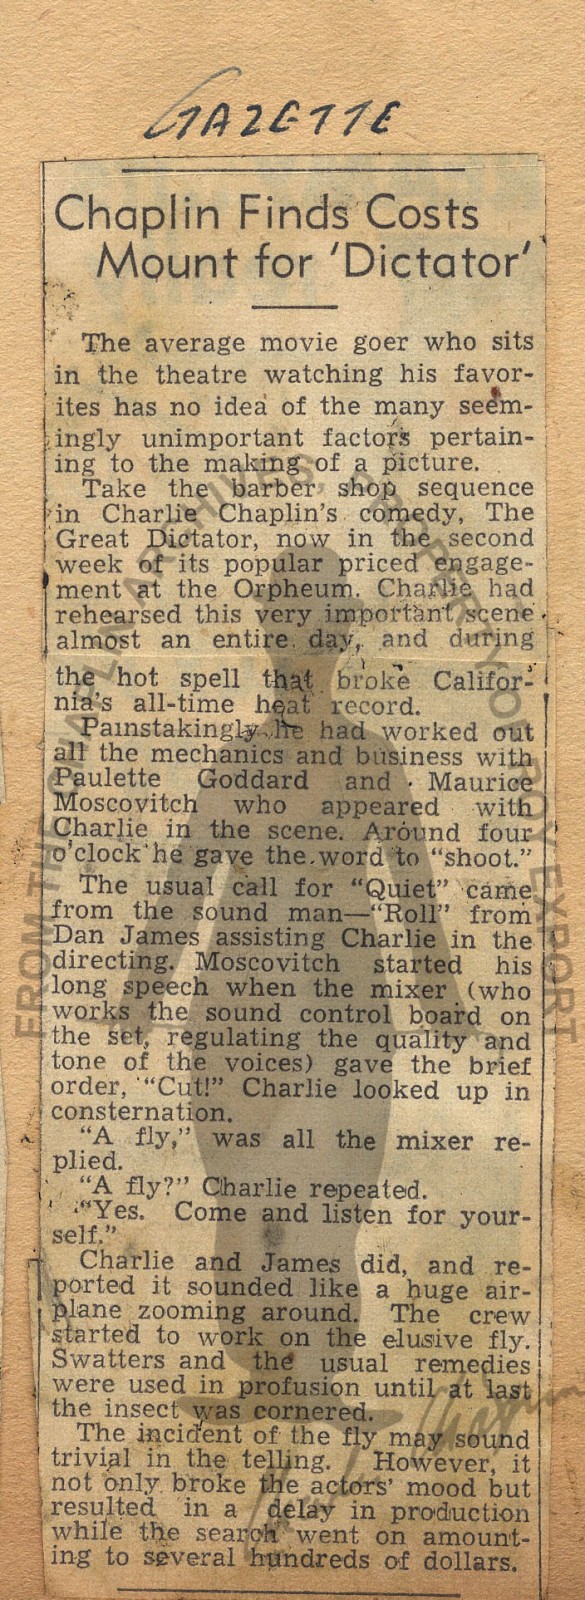 GAZETTE
Chaplin Finds Costs
Mount for 'Dictator'
The average movie goer who sits
in the theatre watching his favor-
ites has no idea of the many seem-
ingly unimportant factors pertain-
ing to the making of a picture.
Take the barber shop sequence
in Charlie Chaplin's comedy, The
Great Dictator, now in the second
week of its popular priced engage-
ment at the Orpheum. Charlie had
rehearsed this very important scene
almost an entire day, and during
the hot spell that broke Califor-
nia's all-time heat record.
Painstakingly he had worked out
all the mechanics and business with
Paulette Goddard and Maurice
Moscovitch who appeared with
Charlie in the scene. Around four
o'clock he gave the word to "shoot."
The usual call for "Quiet" came
from the sound man—"Roll" from
Dan James assisting Charlie in the
directing. Moscovitch started his
long speech when the mixer (who
works the sound control board on
the set, regulating the quality and
tone of the voices) gave the brief
order, "Cut!" Charlie looked up in
consternation.
"A fly," was all the mixer re-
plied.
"A fly?" Charlie repeated.
"Yes. Come and listen for your-
self."
Charlie and James did, and re-
ported it sounded like a huge air-
plane zooming around. The crew
started to work on the elusive fly.
Swatters and the usual remedies
were used in profusion until at last
the insect was cornered.
The incident of the fly may sound
trivial in the telling. However, it
not only broke the actors' mood but
resulted in a delay in production
while the search went on amount-
ing to several hundreds of dollars.
FROM THE CHAPLIN ARCHIVES, PROPERTY OF ROY EXPORT
Charlie Chaplin